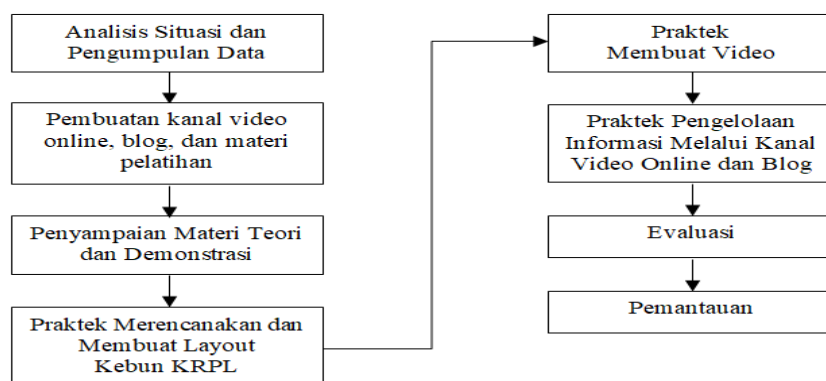 Analisis Situasi dan
Pengumpulan Data
Pembuatan kanal video
online, blog, dan materi
pelatihan
Penyampaian Materi Teori
dan Demonstrasi
Praktek Merencanakan dan
Membuat Layout
Kebun KRPL
Praktek
Membuat Video
Praktek Pengelolaan
Informasi Melalui Kanal
Video Online dan Blog
Evaluasi
Pemantauan